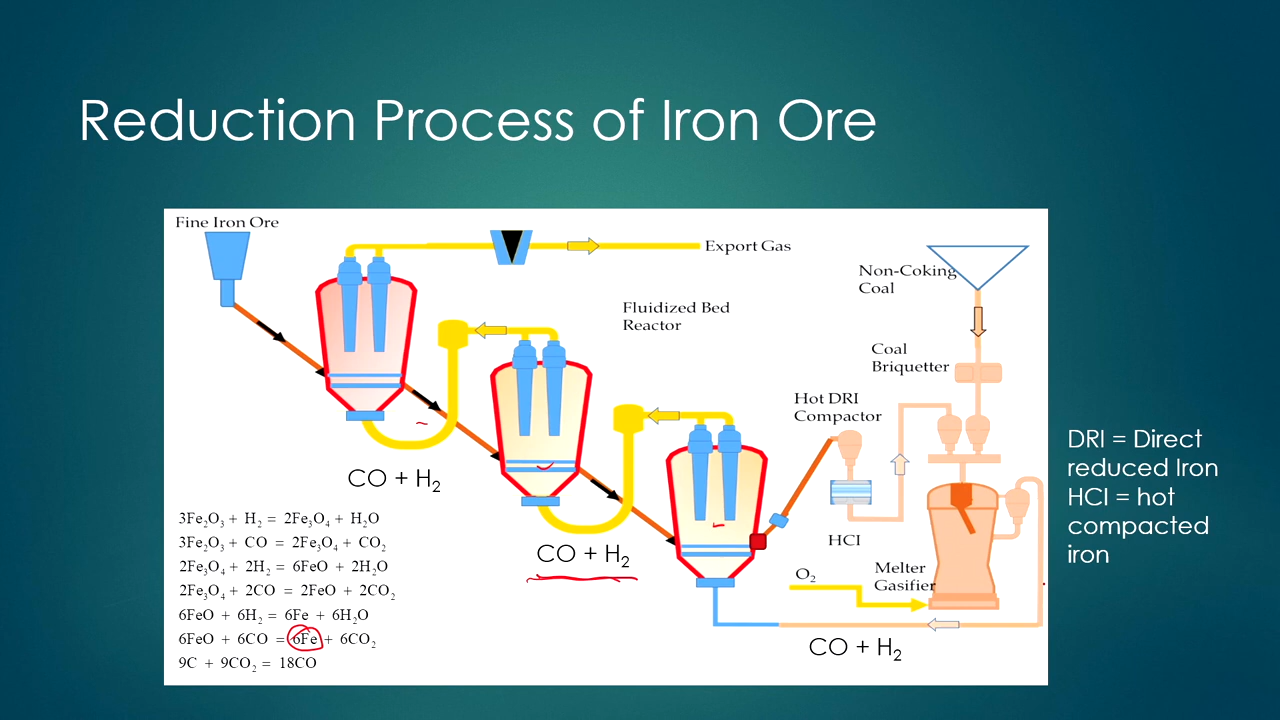 Reduction Process of Iron Ore
Fine Iron Ore
Export Gas
Non-Coking
Coal
Fluidized Bed
Reactor
Coal
Briquetter
Hot DRI
Compactor
DRI = Direct
reduced Iron
HCI = hot
compacted
iron
CO + H₂
3Fe₂O₃ + H₂ = 2Fe₃O₄ + H₂O
3Fe₂O₃ + CO = 2Fe₃O₄ + CO₂
2Fe₃O₄ + 2H₂ = 6FeO + 2H₂O
2Fe₃O₄ + 2CO = 2FeO + 2CO₂
6FeO + 6H₂ = 6Fe + 6H₂O
6FeO + 6CO = 6Fe + 6CO₂
9C + 9CO₂ = 18CO
CO + H₂
HCI
O₂
Melter
Gasifier
CO + H₂